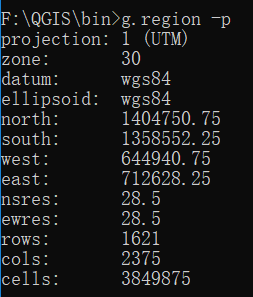 F:\QGIS\bin>g.region -p
projection: 1 (UTM)
zone:       30
datum:      wgs84
ellipsoid:  wgs84
north:      1404750.75
south:      1358552.25
west:       644940.75
east:       712628.25
nsres:      28.5
ewres:      28.5
rows:       1621
cols:       2375
cells:      3849875